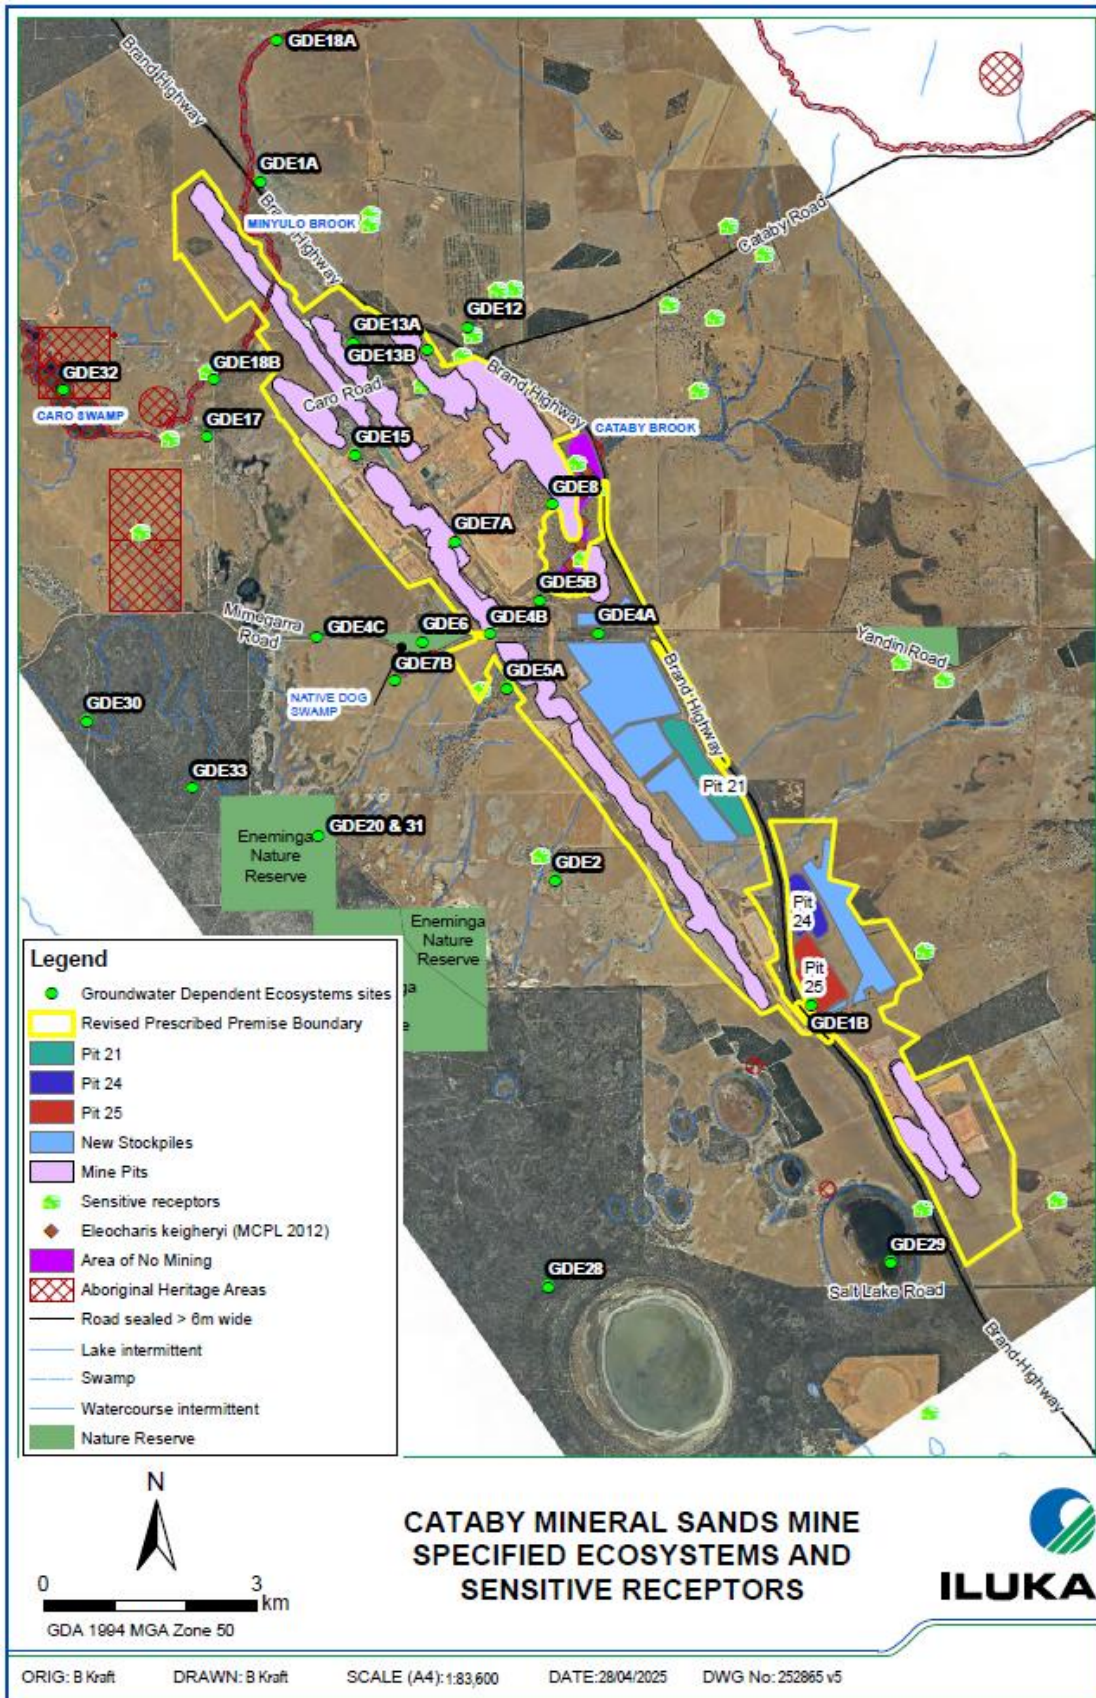 GDE18A
Brand Highway
GDE1A
Brand Highway
MINYULO BROOK
Cataby Road
GDE12
GDE13A
GDE13B
GDE18B
GDE32
Caro Road
Brand Highway
CARO SWAMP
CATABY BROOK
GDE17
GDE15
GDE8
GDE7A
GDE5B
Mimegarra
Road
GDE4C
GDE6
GDE4B
GDE4A
Yandin Road
GDE7B
GDE5A
Brand Highway
NATIVE DOG
SWAMP
GDE30
GDE33
Pit 21
GDE20 & 31
Eneminga
Nature
Reserve
GDE2
Pit
24
Eneminga
Nature
Reserve
ga
e
Pit
25
GDE1B
GDE29
GDE28
Salt Lake Road
Brand Highway
Legend
Groundwater Dependent Ecosystems sites
Revised Prescribed Premise Boundary
Pit 21
Pit 24
Pit 25
New Stockpiles
Mine Pits
Sensitive receptors
Eleocharis keigheryi (MCPL 2012)
Area of No Mining
Aboriginal Heritage Areas
Road sealed > 6m wide
Lake intermittent
Swamp
Watercourse intermittent
Nature Reserve
N
0 3
km
GDA 1994 MGA Zone 50
CATABY MINERAL SANDS MINE
SPECIFIED ECOSYSTEMS AND
SENSITIVE RECEPTORS
ILUKA
ORIG: B Kraft DRAWN: B Kraft SCALE (A4):1:83,600 DATE:28/04/2025 DWG No: 252865 v5